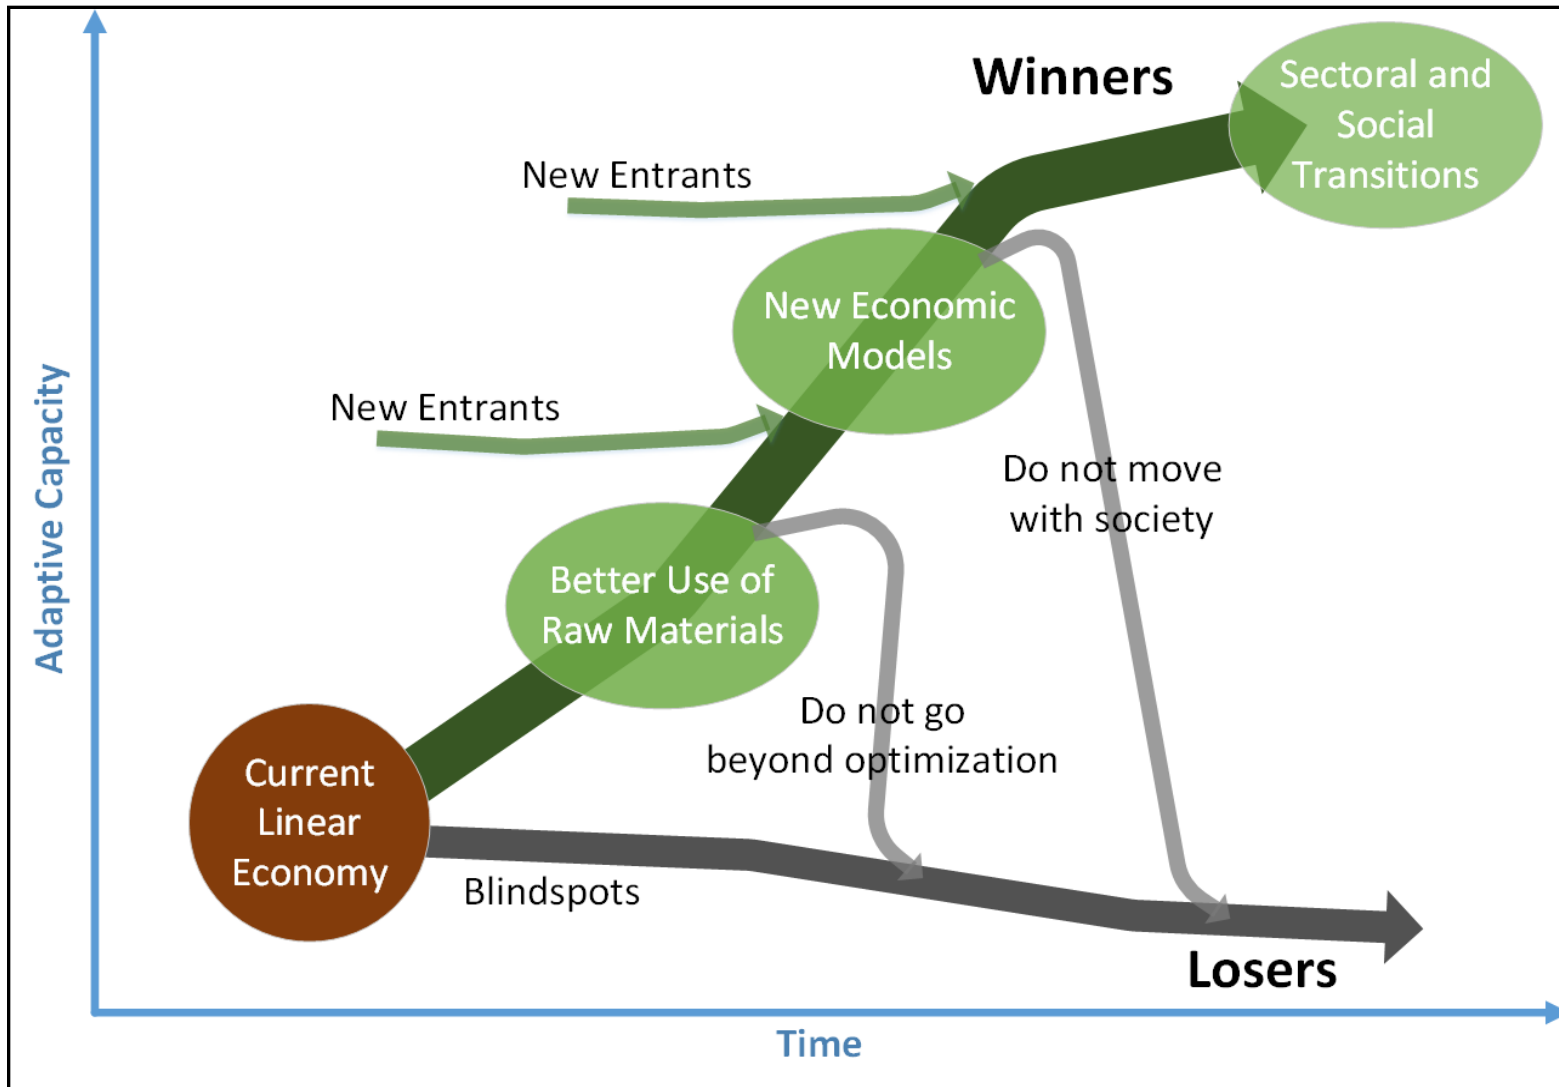 Winners
Sectoral and
Social
Transitions
New Entrants
New Economic
Models
New Entrants
Do not move
with society
Adaptive Capacity
Better Use of
Raw Materials
Do not go
beyond optimization
Current
Linear
Economy
Blindspots
Losers
Time